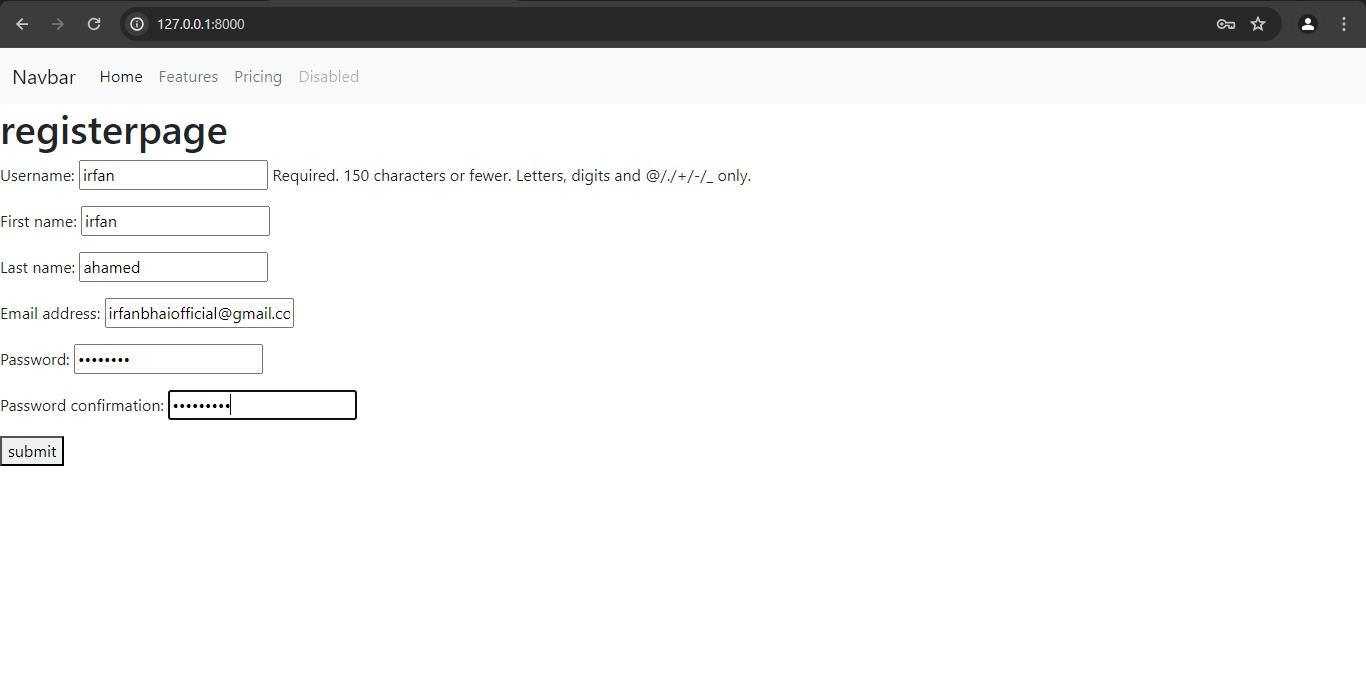 127.0.0.1:8000
Navbar Home Features Pricing Disabled
registerpage
Username: irfan Required. 150 characters or fewer. Letters, digits and @/./+/-/_ only.
First name: irfan
Last name: ahamed
Email address: irfanbhaiofficial@gmail.cc
Password: ••••••••
Password confirmation: •••••••••
submit